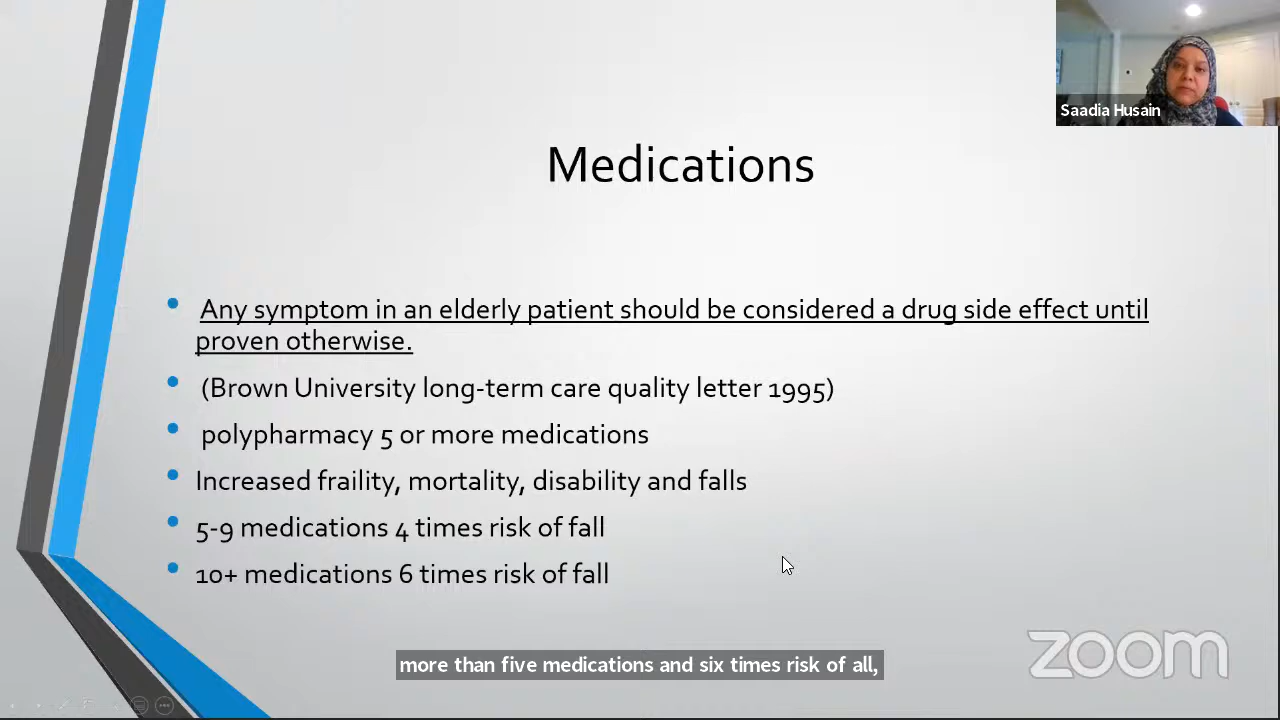 Saadia Husain
Medications
Any symptom in an elderly patient should be considered a drug side effect until
proven otherwise.
(Brown University long-term care quality letter 1995)
polypharmacy 5 or more medications
Increased fraility, mortality, disability and falls
5-9 medications 4 times risk of fall
10+ medications 6 times risk of fall
more than five medications and six times risk of all,
zoom